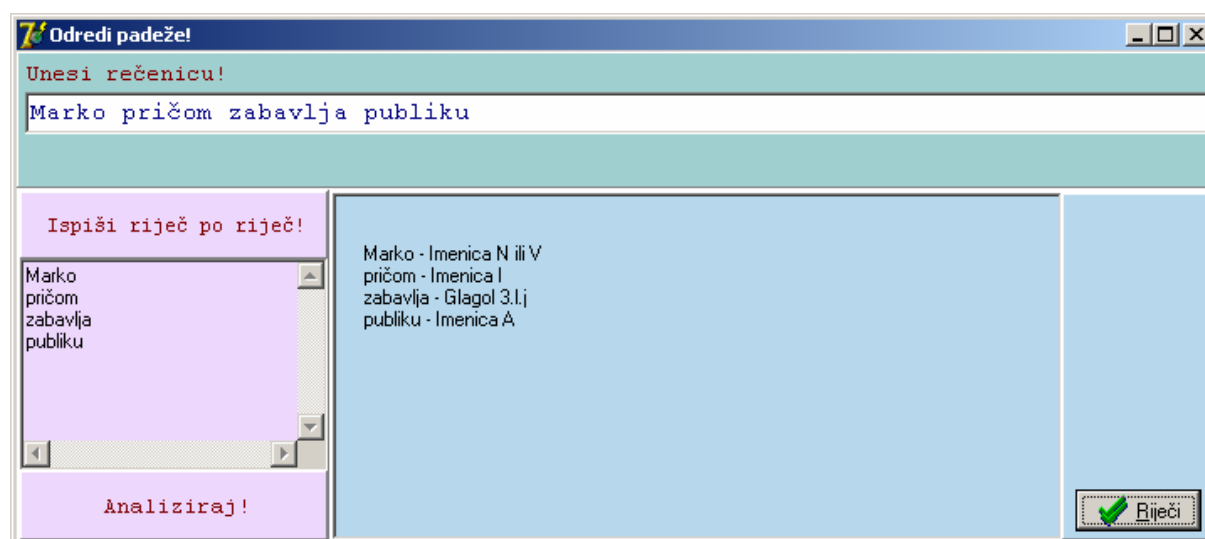 Odredi padeže!
Unesi rečenicu!
Marko pričom zabavlja publiku
Ispiši riječ po riječ!
Marko
pričom
zabavlja
publiku
Analiziraj!
Marko - Imenica N ili V
pričom - Imenica I
zabavlja - Glagol 3.l.j
publiku - Imenica A
Riječi